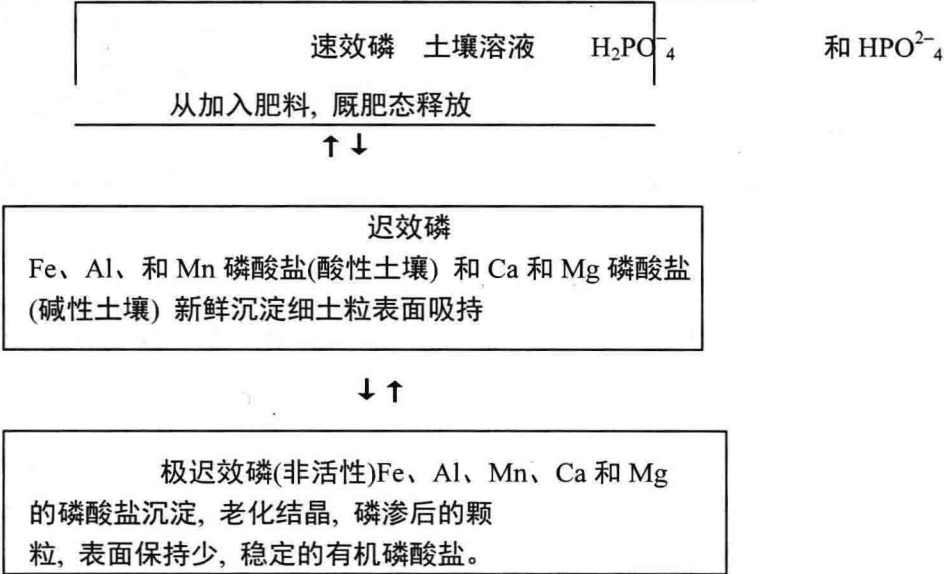 速效磷 土壤溶液 H₂PO⁻₄ 和 HPO²⁻₄
从加入肥料, 厩肥态释放
↑↓
迟效磷
Fe、Al、和 Mn 磷酸盐(酸性土壤) 和 Ca 和 Mg 磷酸盐
(碱性土壤) 新鲜沉淀细土粒表面吸持
↓↑
极迟效磷(非活性)Fe、Al、Mn、Ca 和 Mg
的磷酸盐沉淀, 老化结晶, 磷渗后的颗
粒, 表面保持少, 稳定的有机磷酸盐。